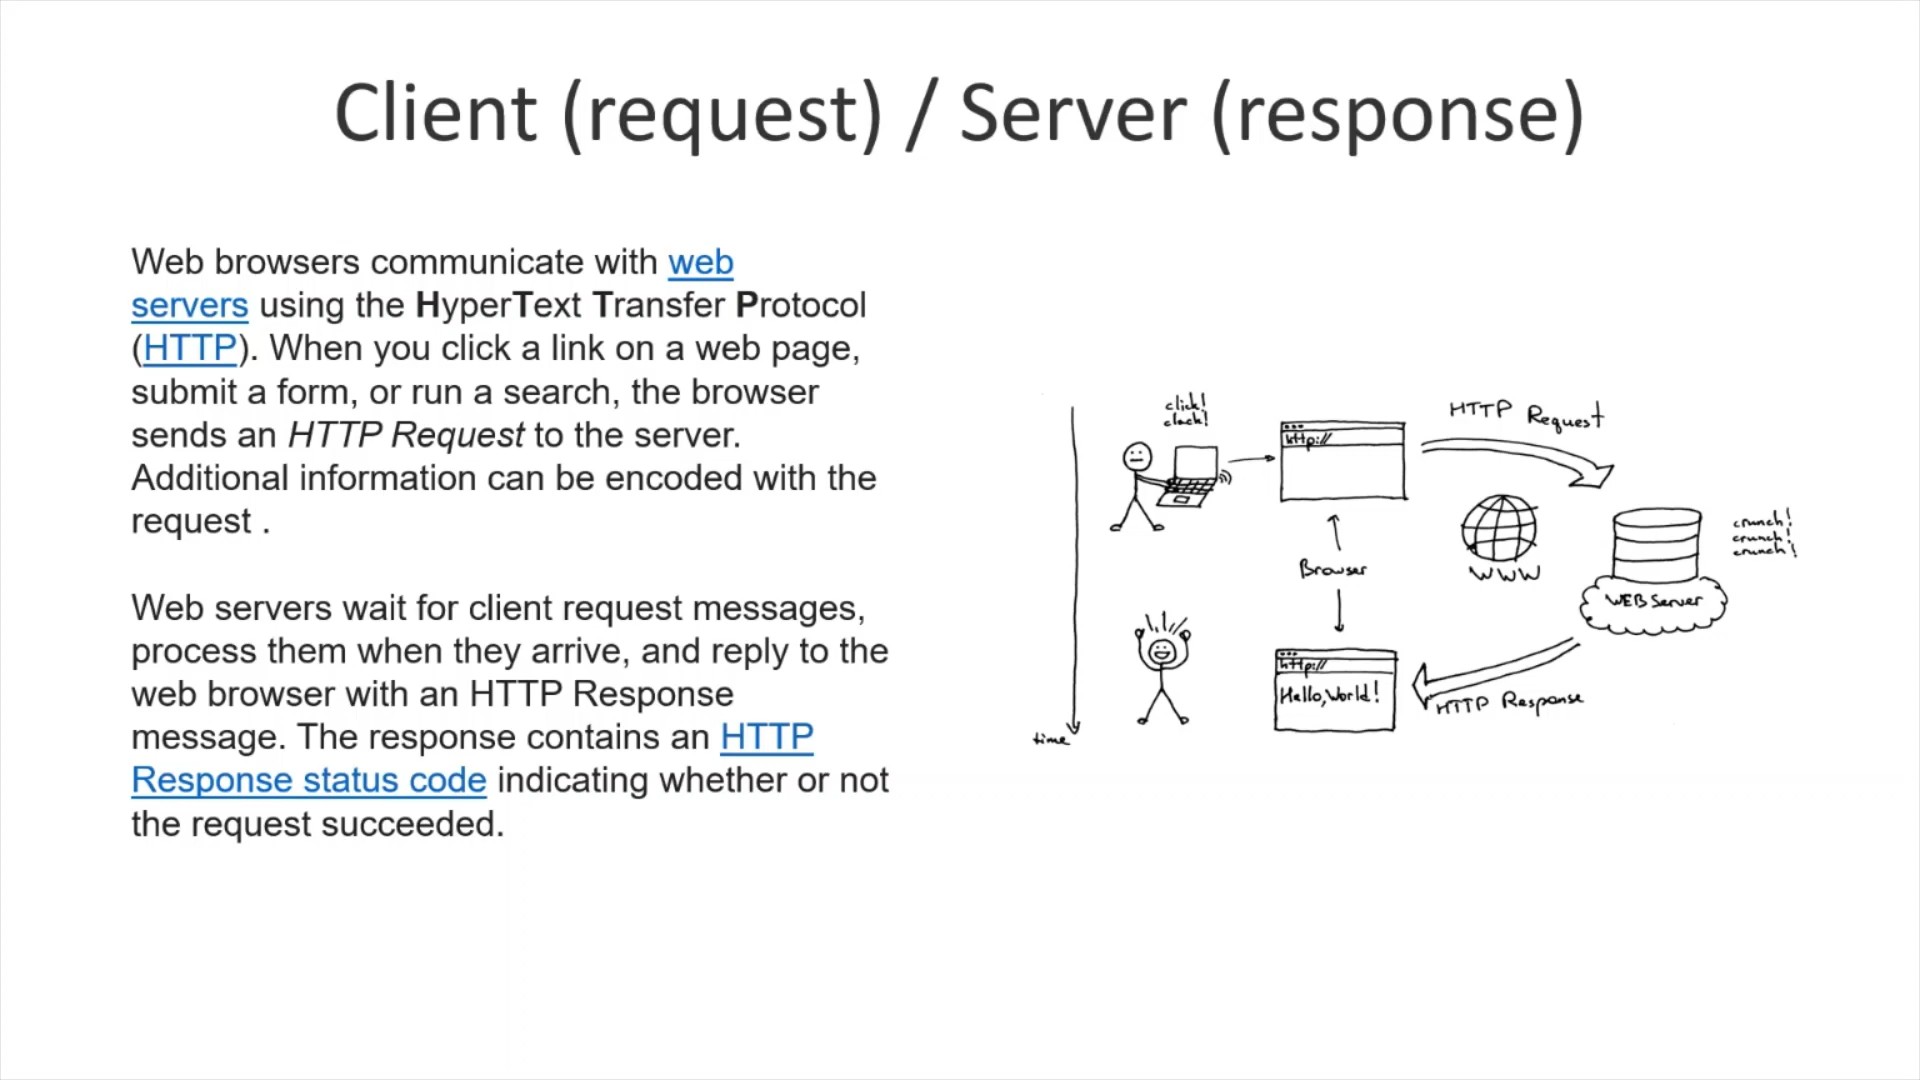 Client (request) / Server (response)
Web browsers communicate with web
servers using the HyperText Transfer Protocol
(HTTP). When you click a link on a web page,
submit a form, or run a search, the browser
sends an HTTP Request to the server.
Additional information can be encoded with the
request .
Web servers wait for client request messages,
process them when they arrive, and reply to the
web browser with an HTTP Response
message. The response contains an HTTP
Response status code indicating whether or not
the request succeeded.
click!
clack!
http://
HTTP Request
WWW
crunch!
crunch!
crunch!
WEB Server
Browser
http://
Hello, World!
HTTP Response
time